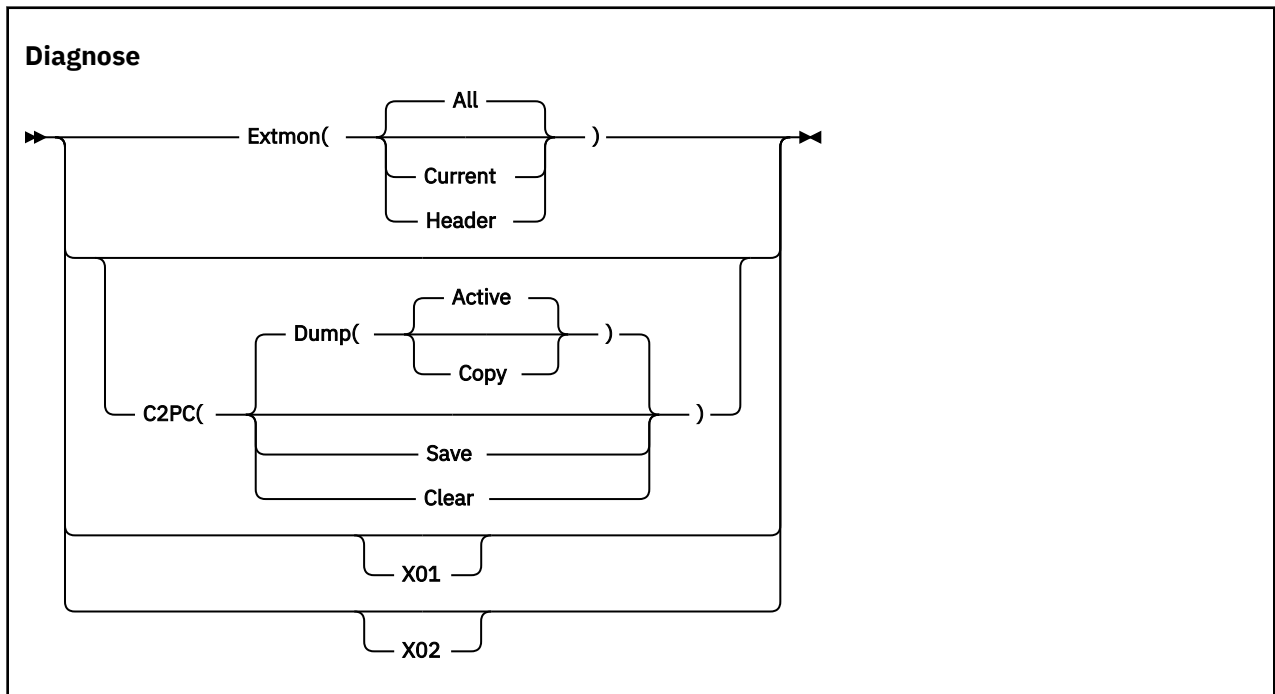 Diagnose
All
Extmon( )
Current
Header
Active
Dump( )
Copy
C2PC( )
Save
Clear
X01
X02